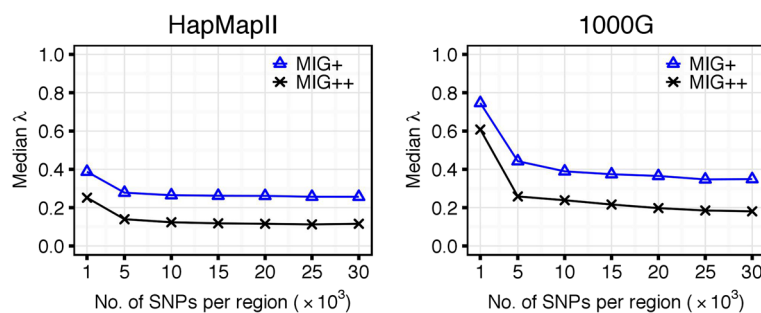 HapMapII
1.0
0.8
0.6
0.4
0.2
0.0
Median λ
MIG+
MIG++
1 5 10 15 20 25 30
No. of SNPs per region (×10³)
1000G
1.0
0.8
0.6
0.4
0.2
0.0
Median λ
MIG+
MIG++
1 5 10 15 20 25 30
No. of SNPs per region (×10³)